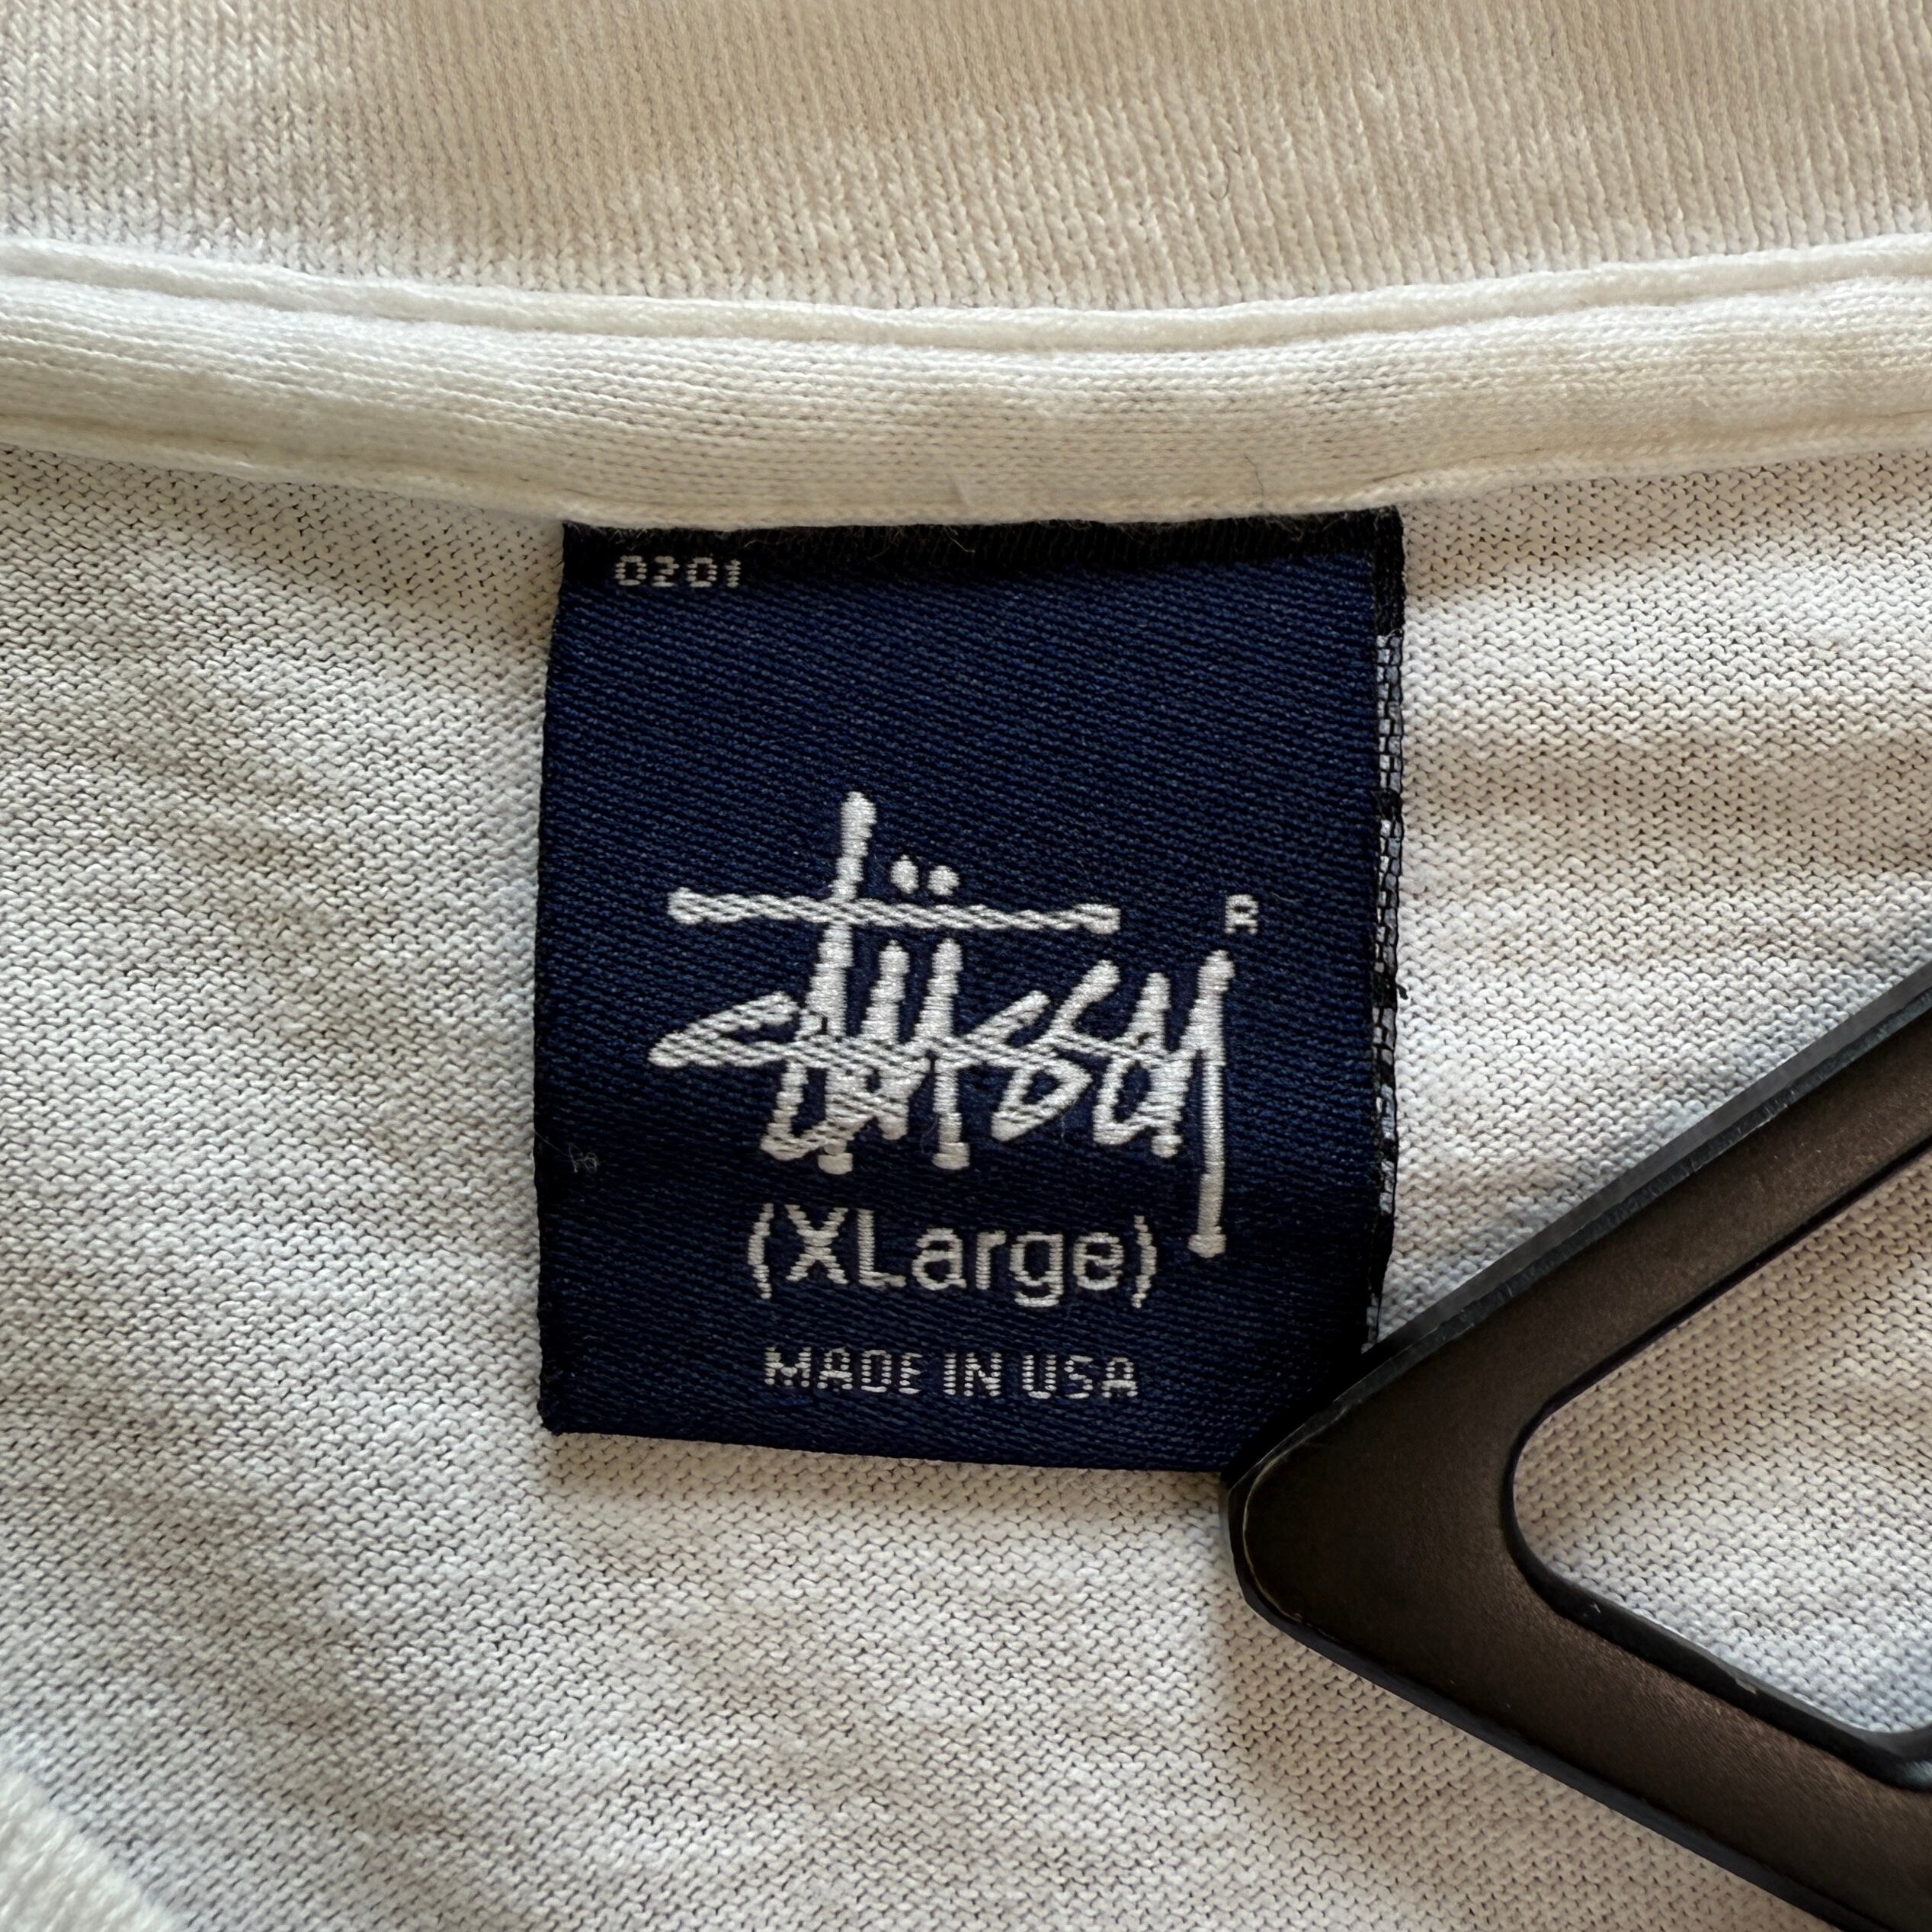 0201
Stüssy
R
(XLarge)
MADE IN USA